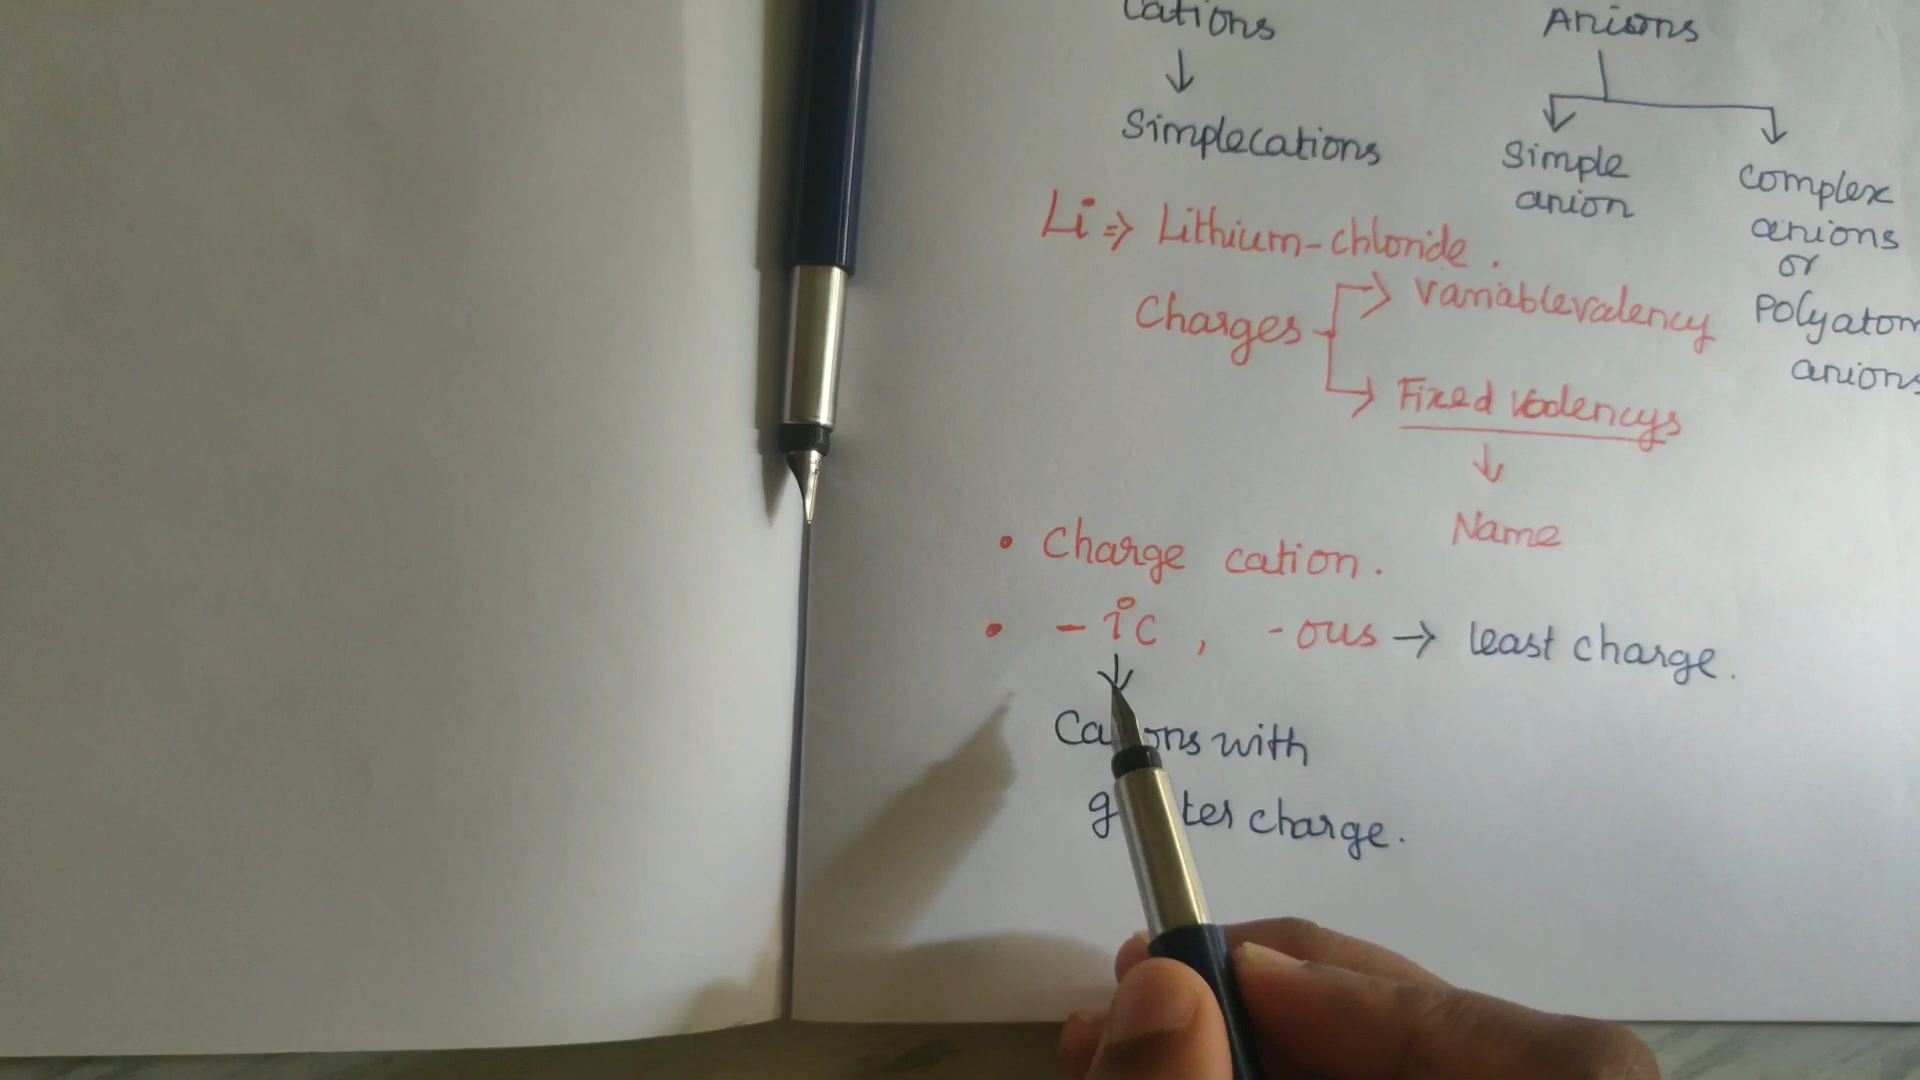 Cations Anions
Simplecations
Simple
anion
complex
anions
or
Polyatom
anions
Li => Lithium-chloride.
Charges
variablevalency
Fixed valencys
Name
• Charge cation.
• -ic , -ous → least charge.
with
charge.